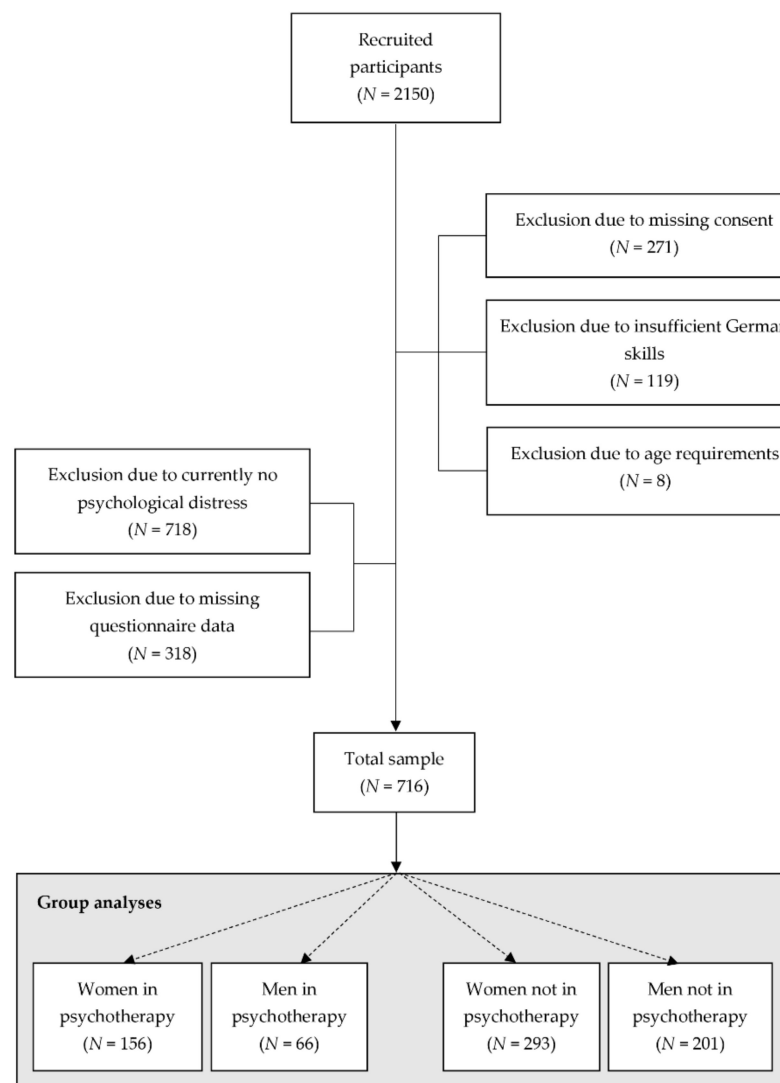 Recruited
participants
(N = 2150)
Exclusion due to missing consent
(N = 271)
Exclusion due to insufficient German
skills
(N = 119)
Exclusion due to age requirements
(N = 8)
Exclusion due to currently no
psychological distress
(N = 718)
Exclusion due to missing
questionnaire data
(N = 318)
Total sample
(N = 716)
Group analyses
Women in
psychotherapy
(N = 156)
Men in
psychotherapy
(N = 66)
Women not in
psychotherapy
(N = 293)
Men not in
psychotherapy
(N = 201)